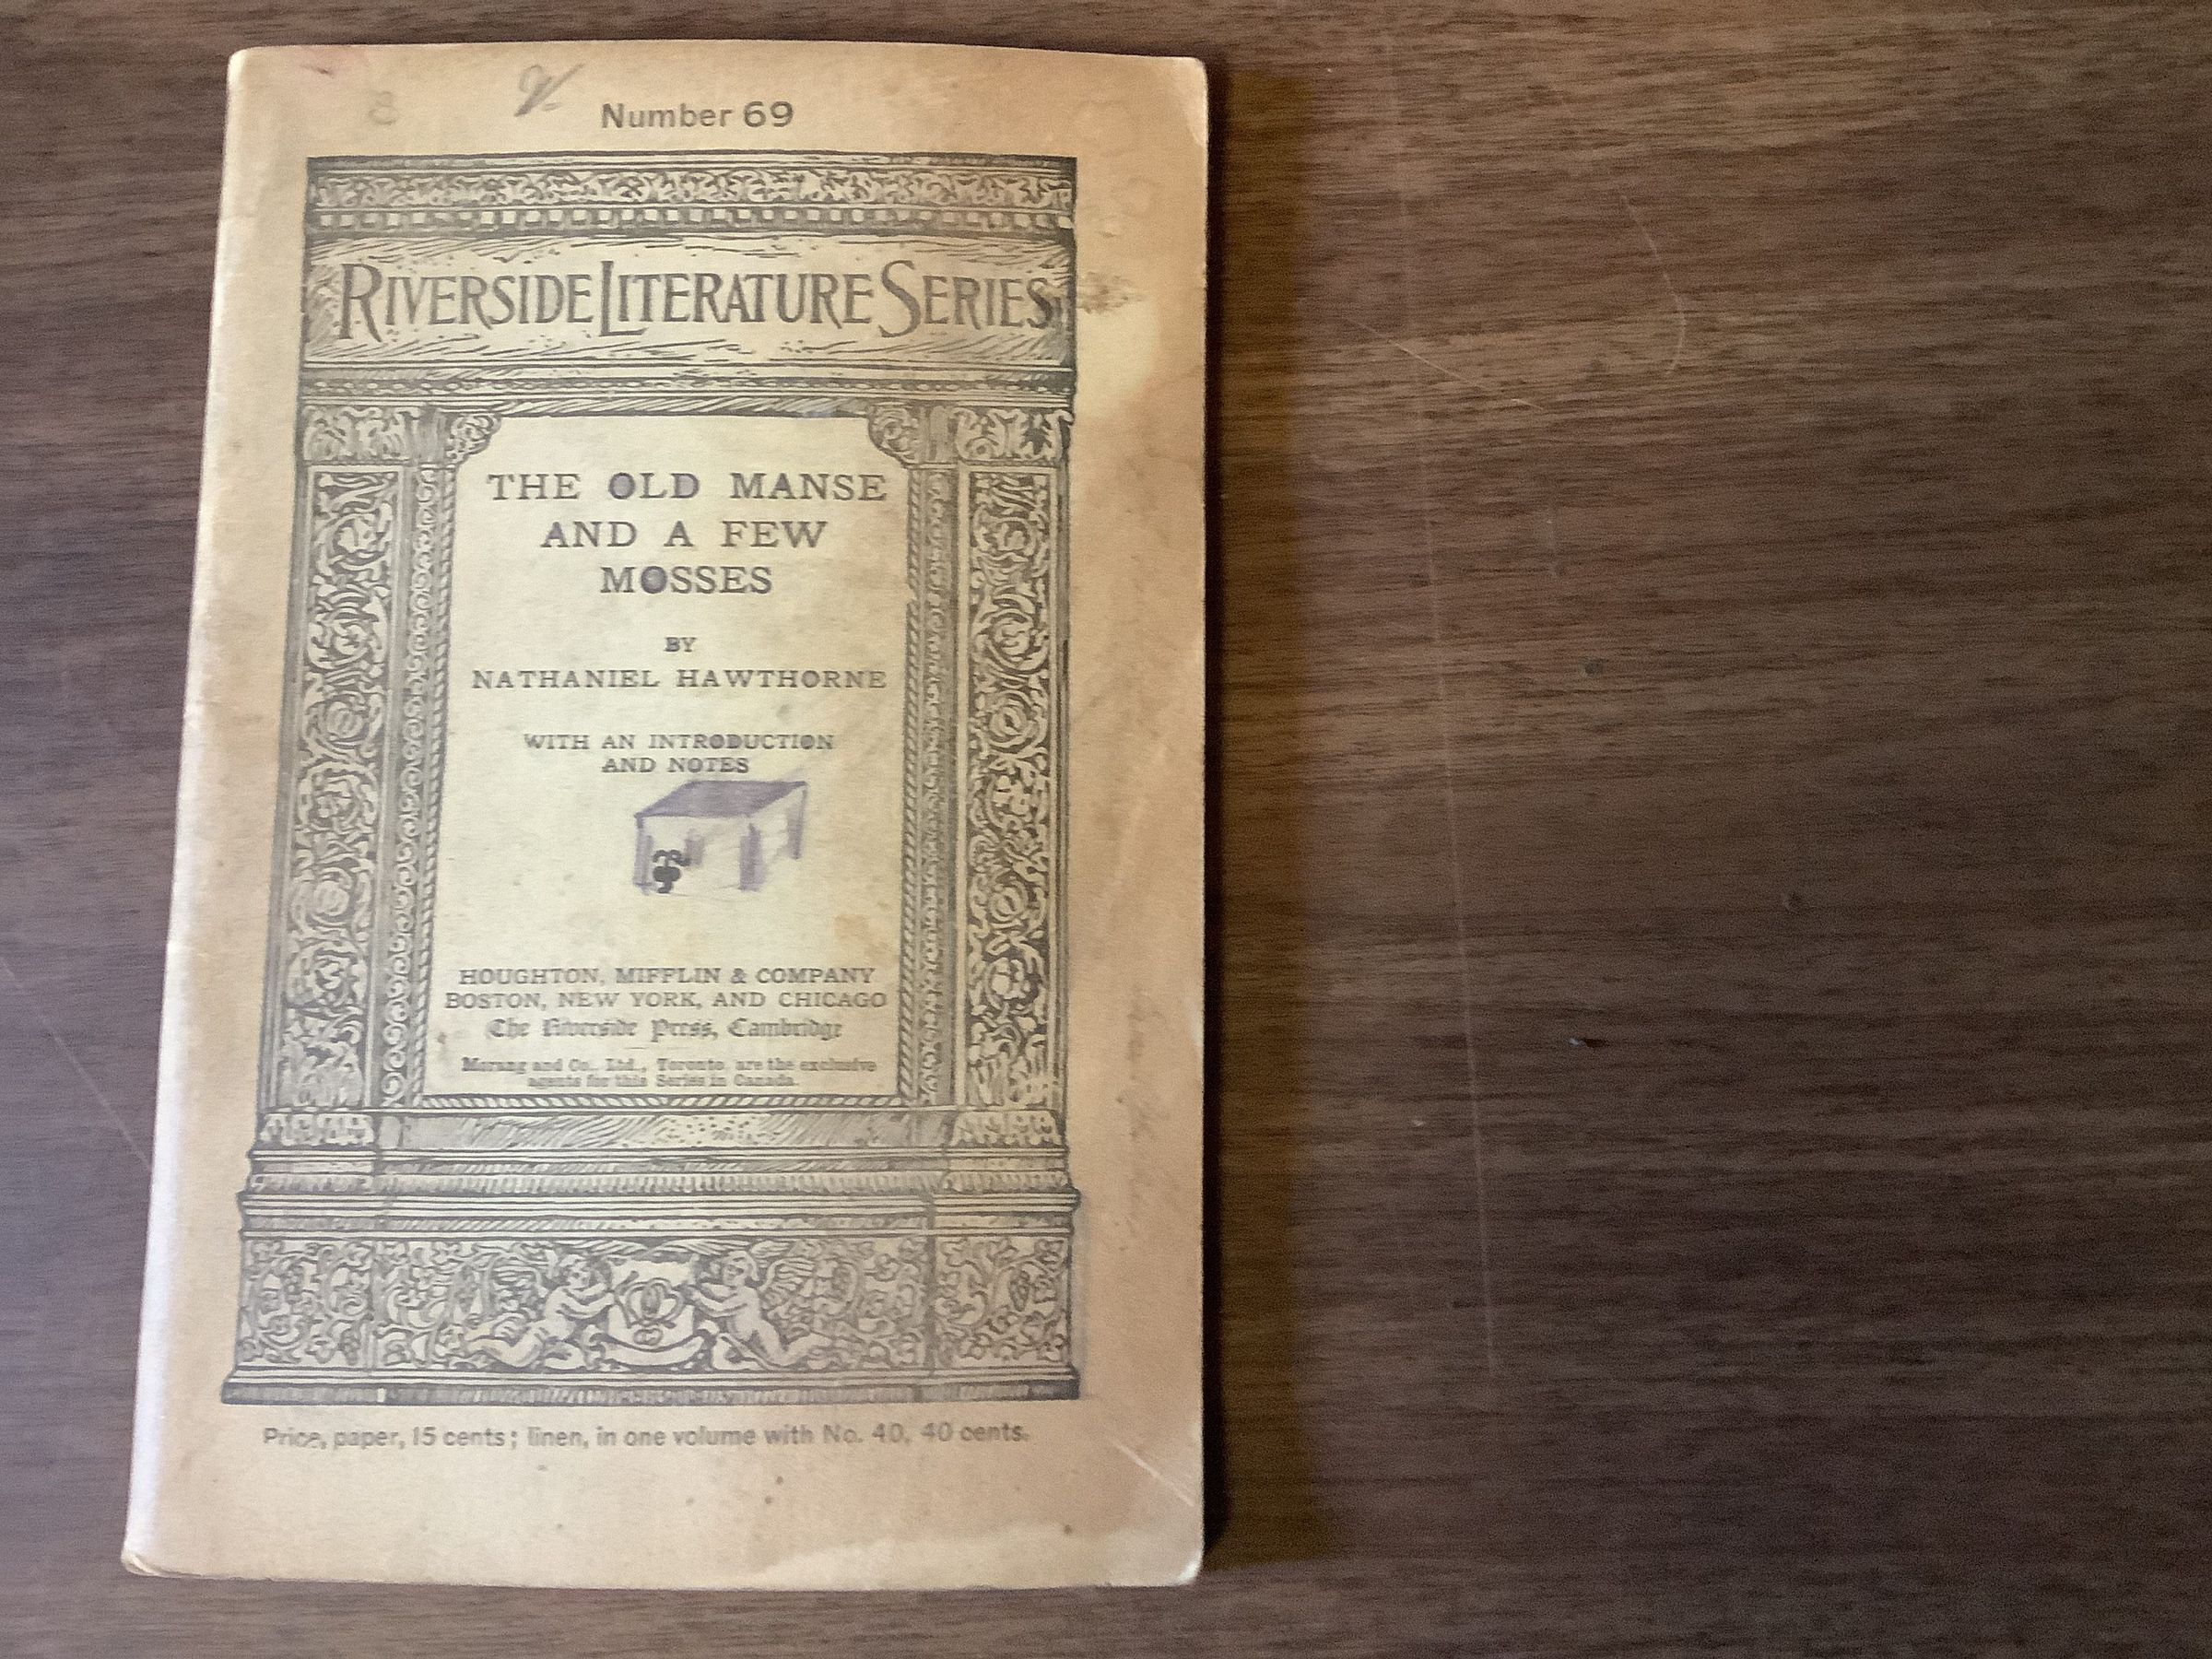 Number 69
RIVERSIDE LITERATURE SERIES
THE OLD MANSE
AND A FEW
MOSSES
BY
NATHANIEL HAWTHORNE
WITH AN INTRODUCTION
AND NOTES
HOUGHTON, MIFFLIN & COMPANY
BOSTON, NEW YORK, AND CHICAGO
The Riverside Press, Cambridge
Morang and Co., Ltd., Toronto, are the exclusive
agents for this Series in Canada.
Price, paper, 15 cents; linen, in one volume with No. 40, 40 cents.